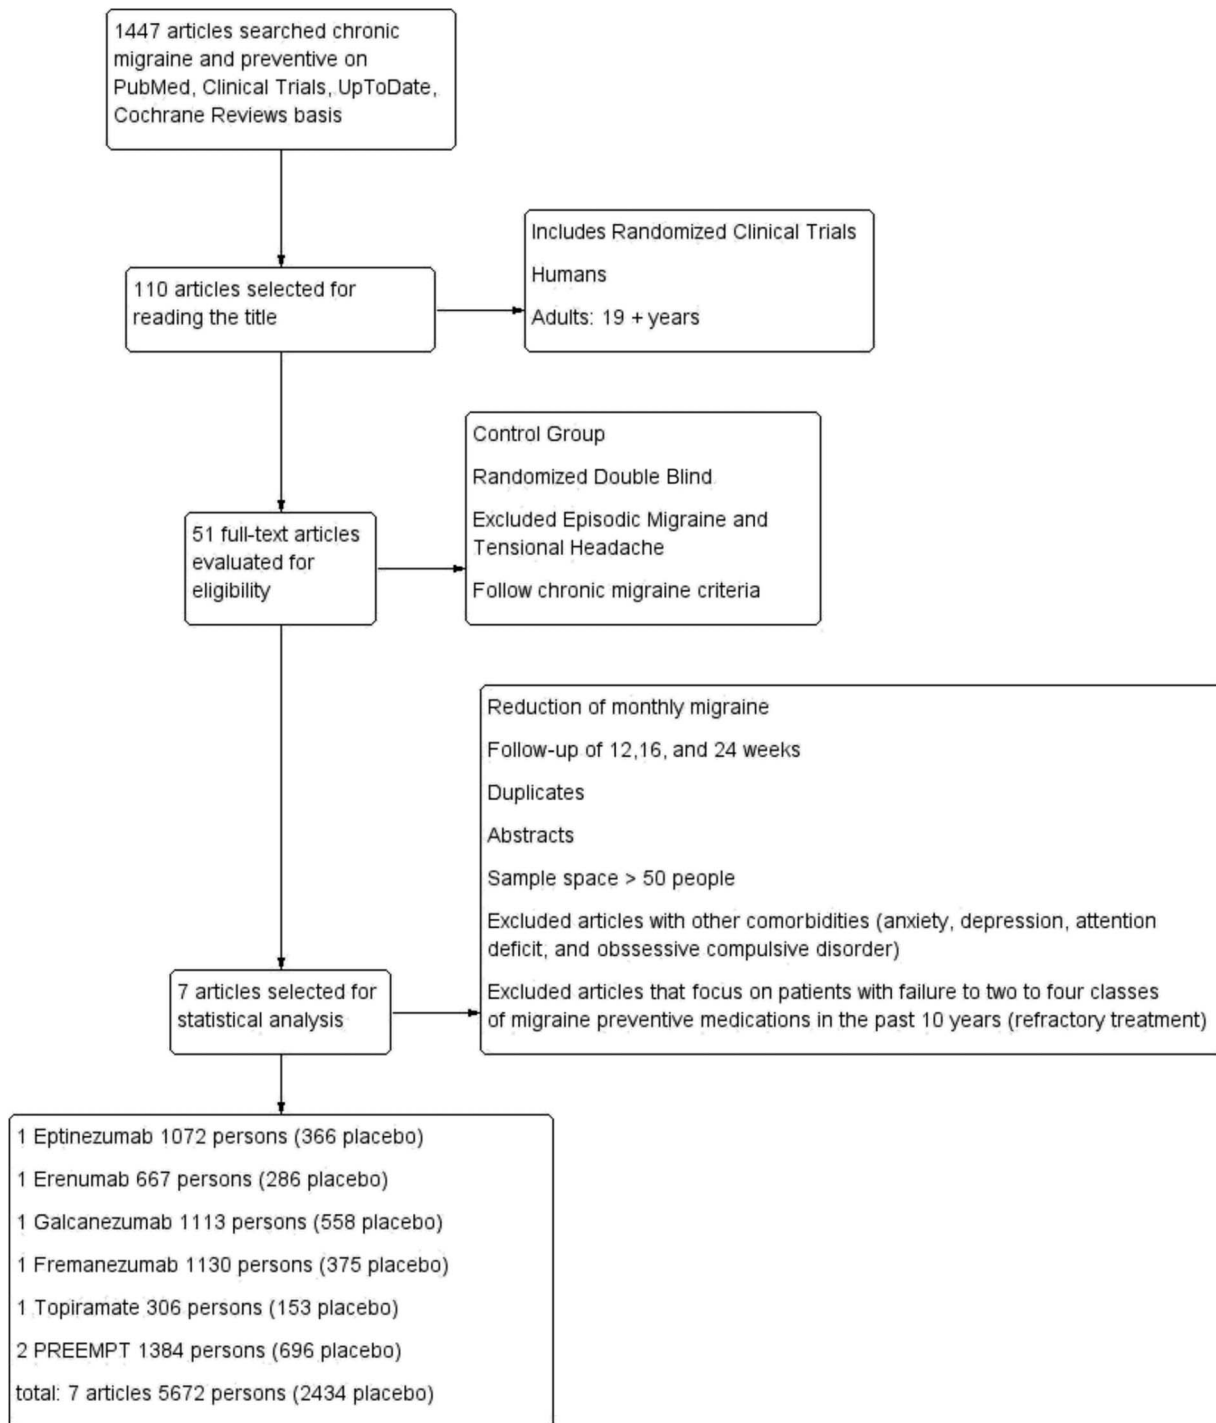 1447 articles searched chronic
migraine and preventive on
PubMed, Clinical Trials, UpToDate,
Cochrane Reviews basis
110 articles selected for
reading the title
Includes Randomized Clinical Trials
Humans
Adults: 19 + years
51 full-text articles
evaluated for
eligibility
Control Group
Randomized Double Blind
Excluded Episodic Migraine and
Tensional Headache
Follow chronic migraine criteria
7 articles selected for
statistical analysis
Reduction of monthly migraine
Follow-up of 12,16, and 24 weeks
Duplicates
Abstracts
Sample space > 50 people
Excluded articles with other comorbidities (anxiety, depression, attention
deficit, and obssessive compulsive disorder)
Excluded articles that focus on patients with failure to two to four classes
of migraine preventive medications in the past 10 years (refractory treatment)
1 Eptinezumab 1072 persons (366 placebo)
1 Erenumab 667 persons (286 placebo)
1 Galcanezumab 1113 persons (558 placebo)
1 Fremanezumab 1130 persons (375 placebo)
1 Topiramate 306 persons (153 placebo)
2 PREEMPT 1384 persons (696 placebo)
total: 7 articles 5672 persons (2434 placebo)